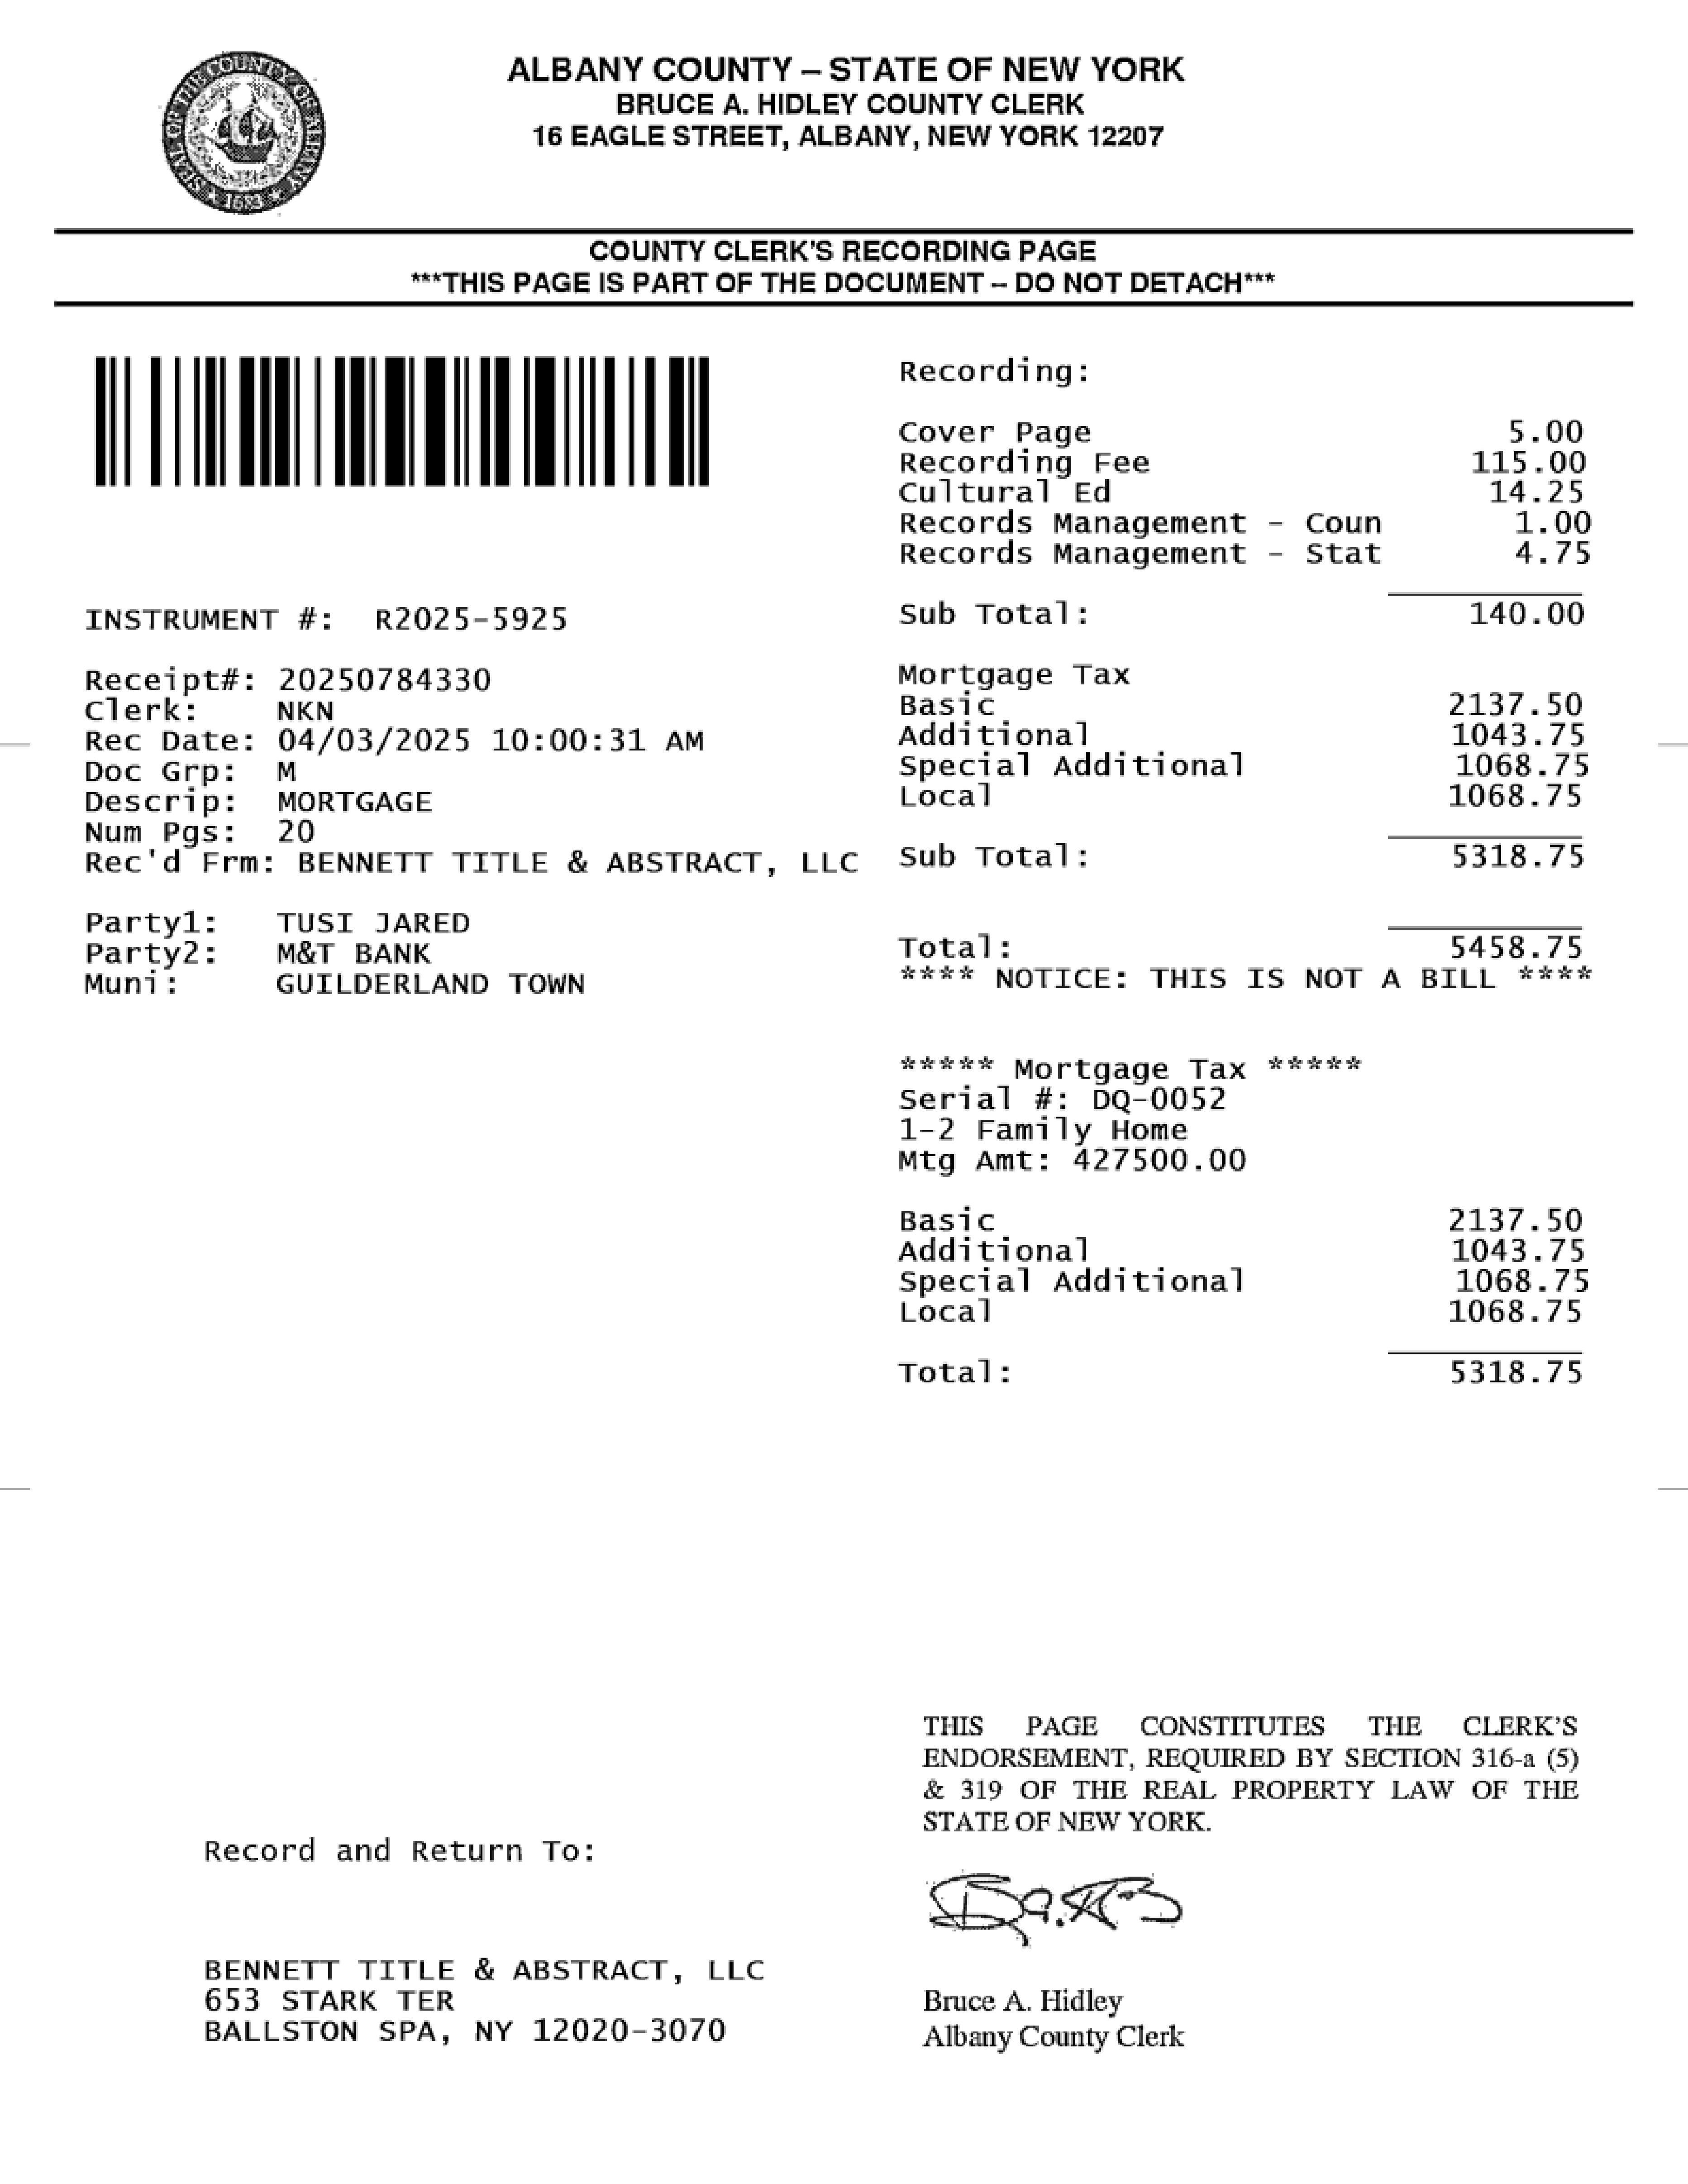 SEAL OF THE COUNTY OF ALBANY
1683
ALBANY COUNTY – STATE OF NEW YORK
BRUCE A. HIDLEY COUNTY CLERK
16 EAGLE STREET, ALBANY, NEW YORK 12207
COUNTY CLERK'S RECORDING PAGE
***THIS PAGE IS PART OF THE DOCUMENT – DO NOT DETACH***
INSTRUMENT #: R2025-5925
Receipt#: 20250784330
Clerk: NKN
Rec Date: 04/03/2025 10:00:31 AM
Doc Grp: M
Descrip: MORTGAGE
Num Pgs: 20
Rec'd Frm: BENNETT TITLE & ABSTRACT, LLC
Party1: TUSI JARED
Party2: M&T BANK
Muni: GUILDERLAND TOWN
Recording:
Cover Page 5.00
Recording Fee 115.00
Cultural Ed 14.25
Records Management - Coun 1.00
Records Management - Stat 4.75
Sub Total: 140.00
Mortgage Tax
Basic 2137.50
Additional 1043.75
Special Additional 1068.75
Local 1068.75
Sub Total: 5318.75
Total: 5458.75
**** NOTICE: THIS IS NOT A BILL ****
***** Mortgage Tax *****
Serial #: DQ-0052
1-2 Family Home
Mtg Amt: 427500.00
Basic 2137.50
Additional 1043.75
Special Additional 1068.75
Local 1068.75
Total: 5318.75
THIS PAGE CONSTITUTES THE CLERK'S
ENDORSEMENT, REQUIRED BY SECTION 316-a (5)
& 319 OF THE REAL PROPERTY LAW OF THE
STATE OF NEW YORK.
Record and Return To:
BENNETT TITLE & ABSTRACT, LLC
653 STARK TER
BALLSTON SPA, NY 12020-3070
Bruce A. Hidley
Albany County Clerk